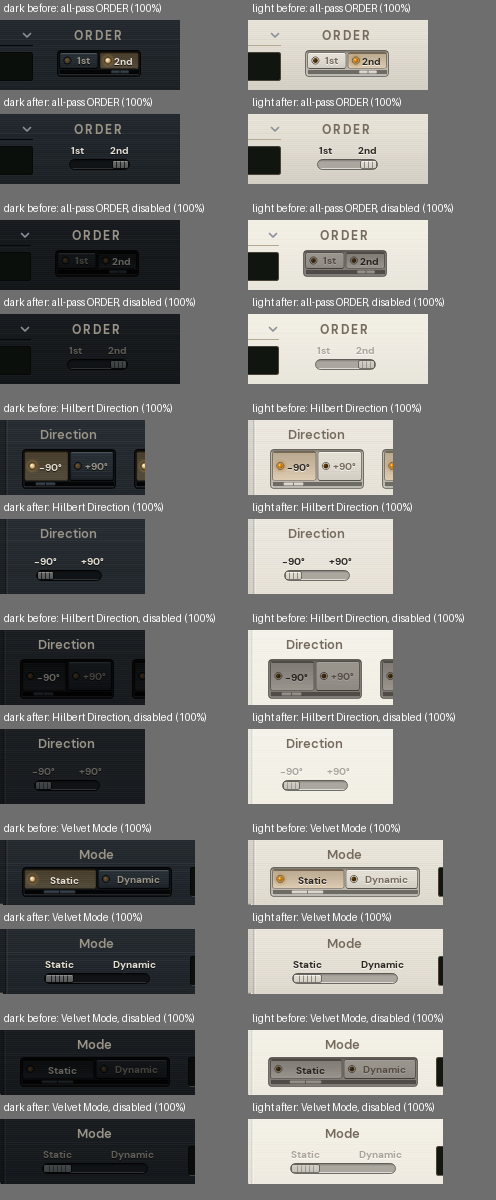 dark before: all-pass ORDER (100%)
light before: all-pass ORDER (100%)
ORDER
ORDER
1st 2nd
1st 2nd
dark after: all-pass ORDER (100%)
light after: all-pass ORDER (100%)
ORDER
ORDER
1st 2nd
1st 2nd
dark before: all-pass ORDER, disabled (100%)
light before: all-pass ORDER, disabled (100%)
ORDER
ORDER
1st 2nd
1st 2nd
dark after: all-pass ORDER, disabled (100%)
light after: all-pass ORDER, disabled (100%)
ORDER
ORDER
1st 2nd
1st 2nd
dark before: Hilbert Direction (100%)
light before: Hilbert Direction (100%)
Direction
Direction
-90° +90°
-90° +90°
dark after: Hilbert Direction (100%)
light after: Hilbert Direction (100%)
Direction
Direction
-90° +90°
-90° +90°
dark before: Hilbert Direction, disabled (100%)
light before: Hilbert Direction, disabled (100%)
Direction
Direction
-90° +90°
-90° +90°
dark after: Hilbert Direction, disabled (100%)
light after: Hilbert Direction, disabled (100%)
Direction
Direction
-90° +90°
-90° +90°
dark before: Velvet Mode (100%)
light before: Velvet Mode (100%)
Mode
Mode
Static Dynamic
Static Dynamic
dark after: Velvet Mode (100%)
light after: Velvet Mode (100%)
Mode
Mode
Static Dynamic
Static Dynamic
dark before: Velvet Mode, disabled (100%)
light before: Velvet Mode, disabled (100%)
Mode
Mode
Static Dynamic
Static Dynamic
dark after: Velvet Mode, disabled (100%)
light after: Velvet Mode, disabled (100%)
Mode
Mode
Static Dynamic
Static Dynamic